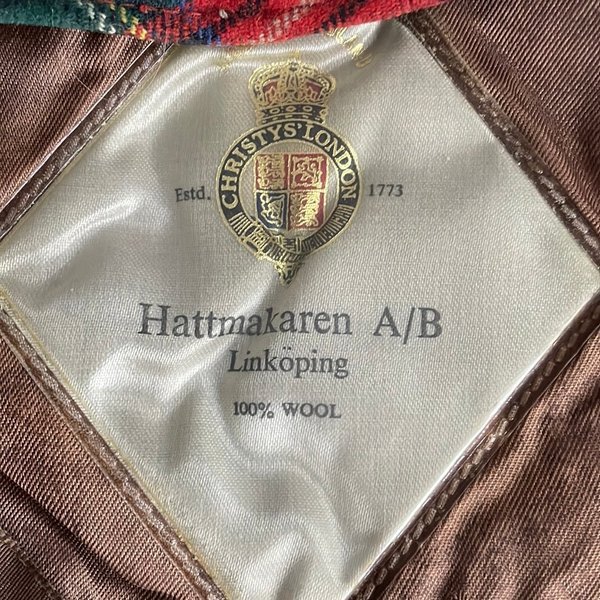 CHRISTYS' LONDON
Estd. 1773
Hattmakaren A/B
Linköping
100% WOOL